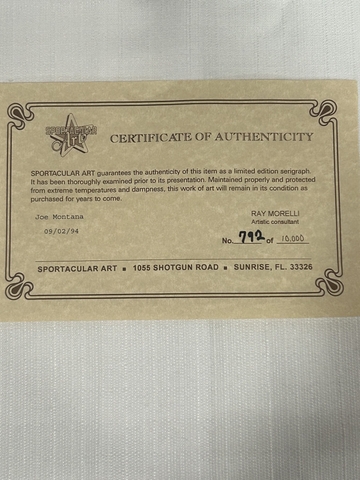 SPORTACULAR
Art
CERTIFICATE OF AUTHENTICITY
SPORTACULAR ART guarantees the authenticity of this item as a limited edition serigraph.
It has been thoroughly examined prior to its presentation. Maintained properly and protected
from extreme temperatures and dampness, this work of art will remain in its condition as
purchased for years to come.
Joe Montana
09/02/94
RAY MORELLI
Artistic consultant
No. 792 of 10.000
SPORTACULAR ART ■ 1055 SHOTGUN ROAD ■ SUNRISE, FL. 33326